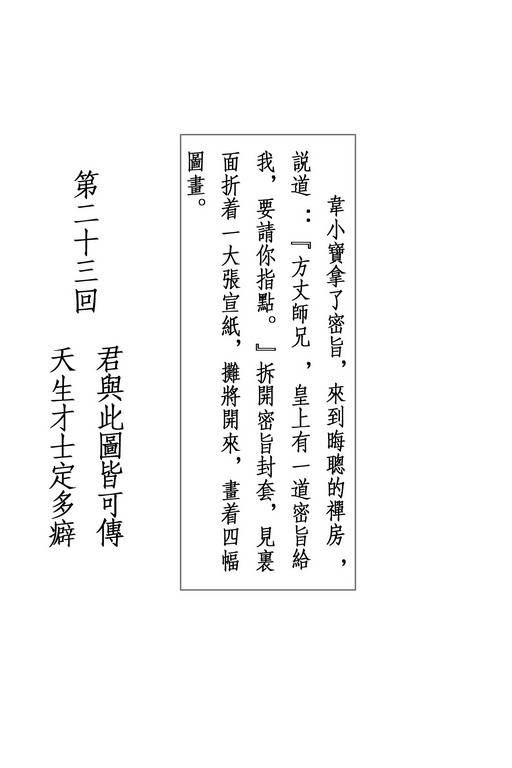 韋小寶拿了密旨，來到晦聰的禪房，
説道：『方丈師兄，皇上有一道密旨給
我，要請你指點。』拆開密旨封套，見裏
面折着一大張宣紙，攤將開來，畫着四幅
圖畫。
第二十三回
君與此圖皆可傳
天生才士定多癖